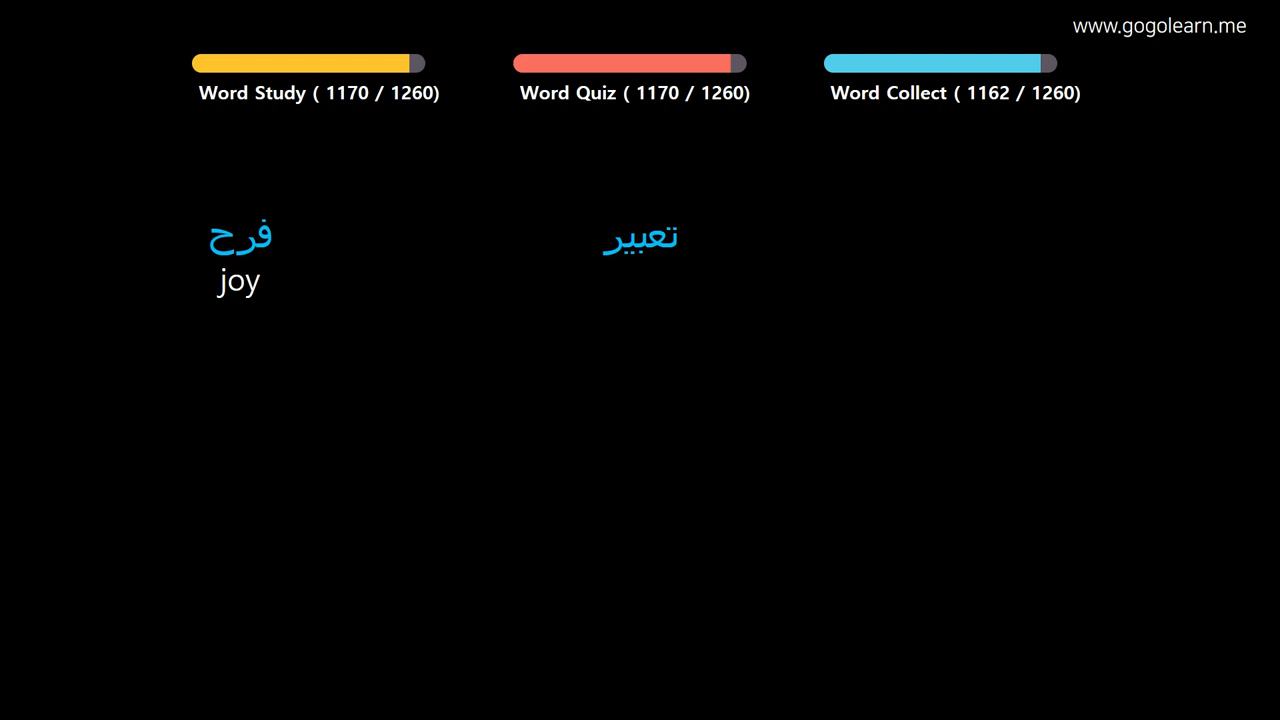 www.gogolearn.me
Word Study ( 1170 / 1260)
Word Quiz ( 1170 / 1260)
Word Collect ( 1162 / 1260)
فرح
joy
تعبير